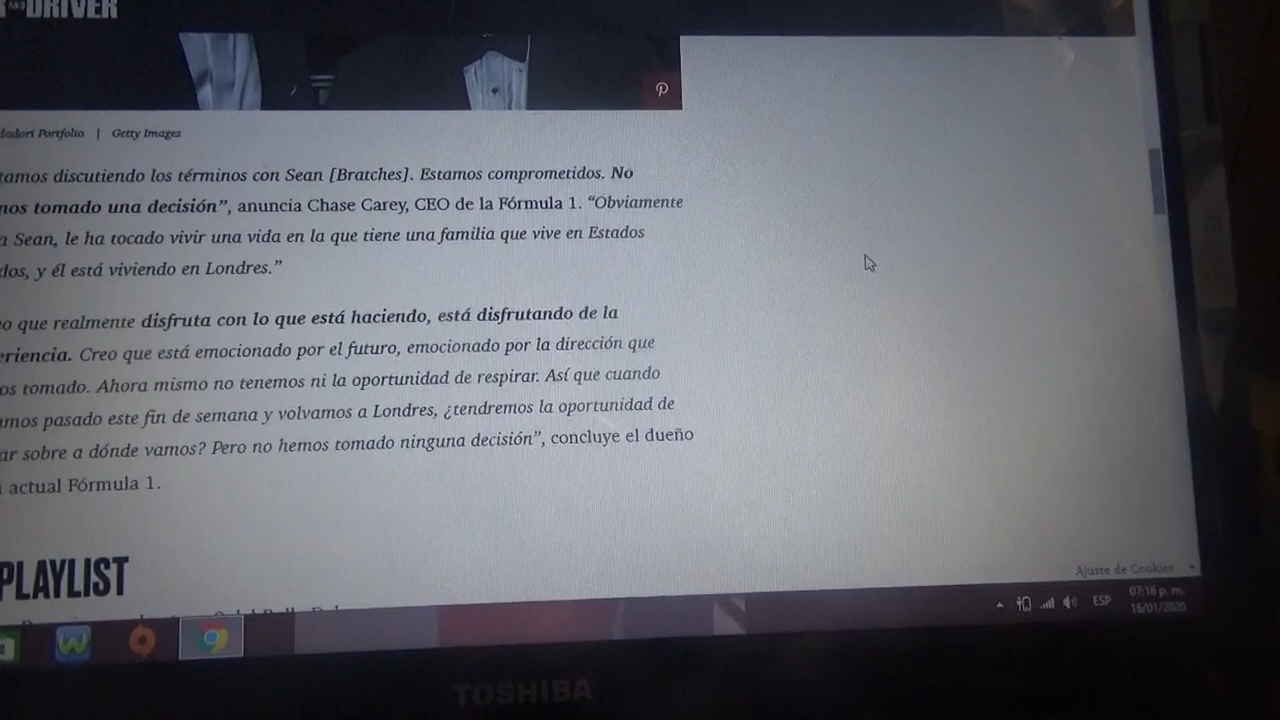 DRIVER
Portfolio | Getty Images
discutiendo los términos con Sean [Bratches]. Estamos comprometidos. No
tomado una decisión”, anuncia Chase Carey, CEO de la Fórmula 1. “Obviamente
a Sean, le ha tocado vivir una vida en la que tiene una familia que vive en Estados
dos, y él está viviendo en Londres.”
o que realmente disfruta con lo que está haciendo, está disfrutando de la
eriencia. Creo que está emocionado por el futuro, emocionado por la dirección que
os tomado. Ahora mismo no tenemos ni la oportunidad de respirar. Así que cuando
amos pasado este fin de semana y volvamos a Londres, ¿tendremos la oportunidad de
ar sobre a dónde vamos? Pero no hemos tomado ninguna decisión”, concluye el dueño
actual Fórmula 1.
PLAYLIST
Ajuste de Cookies
ESP
07:16 p. m.
16/01/2020
TOSHIBA